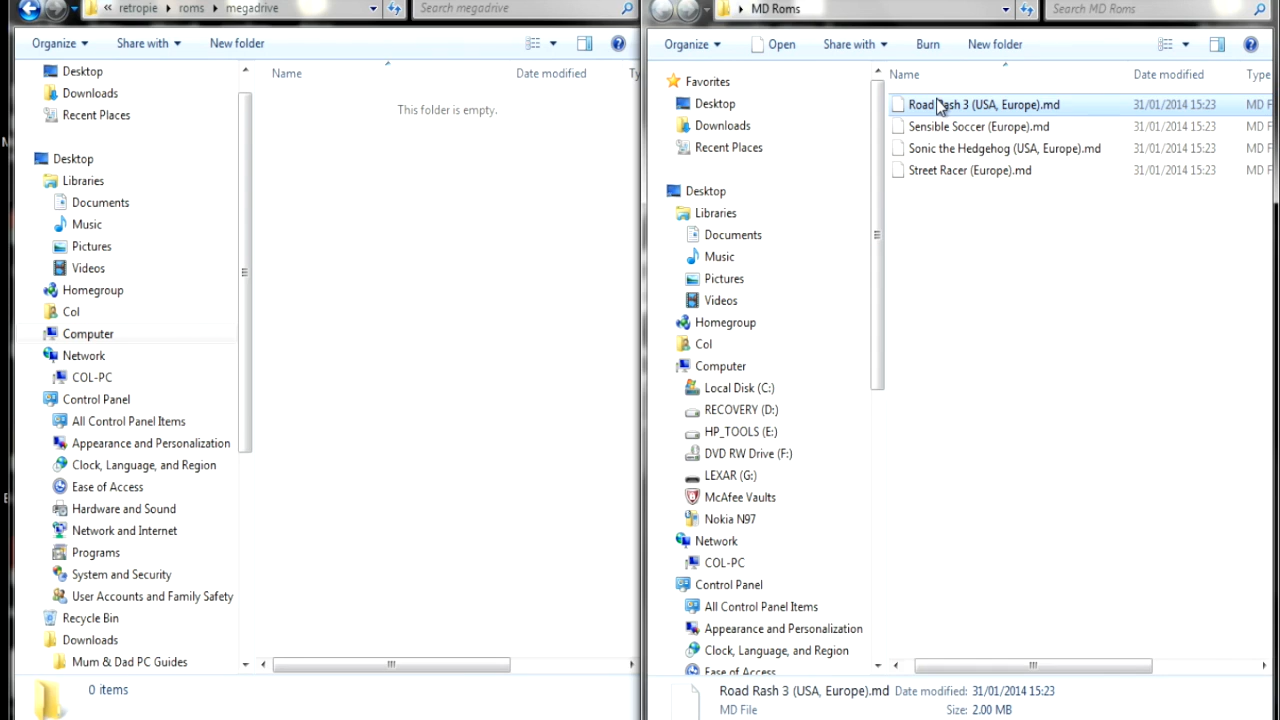 retropie roms megadrive Search megadrive
Organize Share with New folder
Name Date modified Ty
This folder is empty.
Desktop
Downloads
Recent Places
Desktop
Libraries
Documents
Music
Pictures
Videos
Homegroup
Col
Computer
Network
COL-PC
Control Panel
All Control Panel Items
Appearance and Personalization
Clock, Language, and Region
Ease of Access
Hardware and Sound
Network and Internet
Programs
System and Security
User Accounts and Family Safety
Recycle Bin
Downloads
Mum & Dad PC Guides
0 items
MD Roms Search MD Roms
Organize Open Share with Burn New folder
Name Date modified Type
Road Rash 3 (USA, Europe).md 31/01/2014 15:23 MD F
Sensible Soccer (Europe).md 31/01/2014 15:23 MD F
Sonic the Hedgehog (USA, Europe).md 31/01/2014 15:23 MD F
Street Racer (Europe).md 31/01/2014 15:23 MD F
Favorites
Desktop
Downloads
Recent Places
Desktop
Libraries
Documents
Music
Pictures
Videos
Homegroup
Col
Computer
Local Disk (C:)
RECOVERY (D:)
HP_TOOLS (E:)
DVD RW Drive (F:)
LEXAR (G:)
McAfee Vaults
Nokia N97
Network
COL-PC
Control Panel
All Control Panel Items
Appearance and Personalization
Clock, Language, and Region
Ease of Access
Road Rash 3 (USA, Europe).md Date modified: 31/01/2014 15:23
MD File Size: 2.00 MB